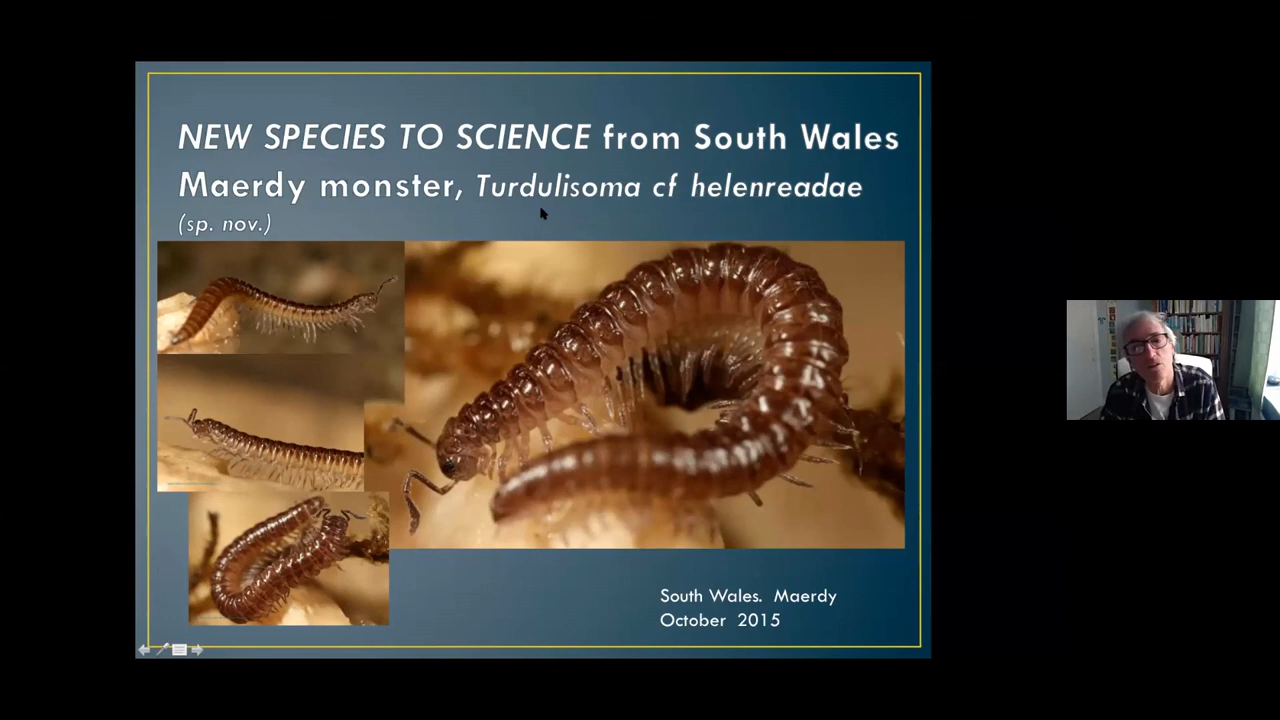 NEW SPECIES TO SCIENCE from South Wales
Maerdy monster, Turdulisoma cf helenreadae
(sp. nov.)
South Wales. Maerdy
October 2015